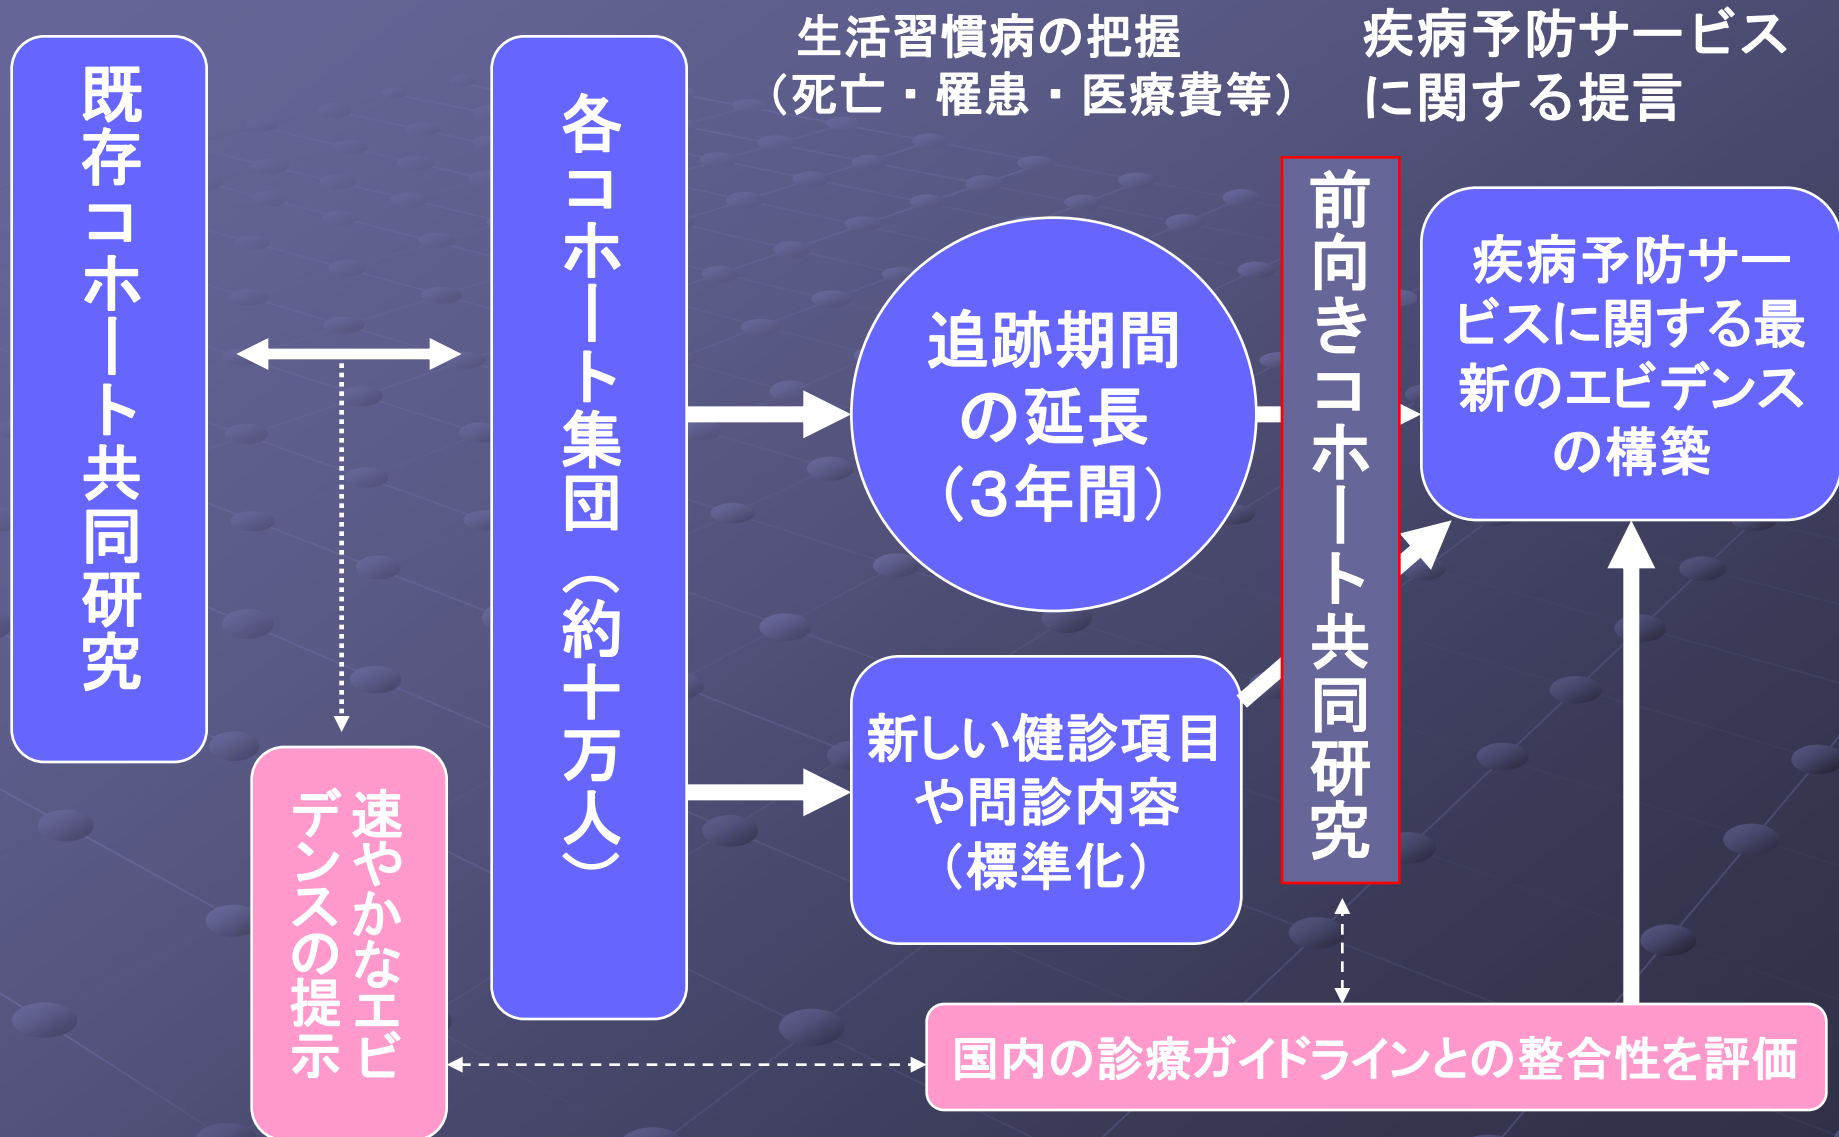 生活習慣病の把握
（死亡・罹患・医療費等）
疾病予防サービス
に関する提言
既存コホート共同研究
各コホート集団（約十万人）
追跡期間
の延長
（３年間）
新しい健診項目
や問診内容
（標準化）
前向きコホート共同研究
疾病予防サー
ビスに関する最
新のエビデンス
の構築
速やかなエビ
デンスの提示
国内の診療ガイドラインとの整合性を評価